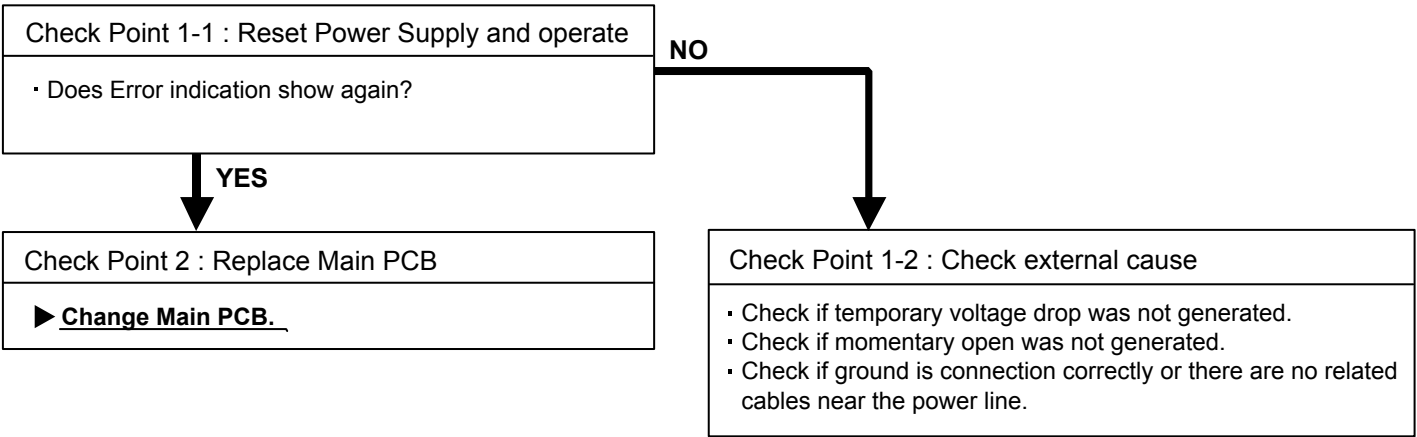 Check Point 1-1 : Reset Power Supply and operate
NO
· Does Error indication show again?
YES
Check Point 2 : Replace Main PCB
▶ Change Main PCB.
Check Point 1-2 : Check external cause
· Check if temporary voltage drop was not generated.
· Check if momentary open was not generated.
· Check if ground is connection correctly or there are no related
cables near the power line.